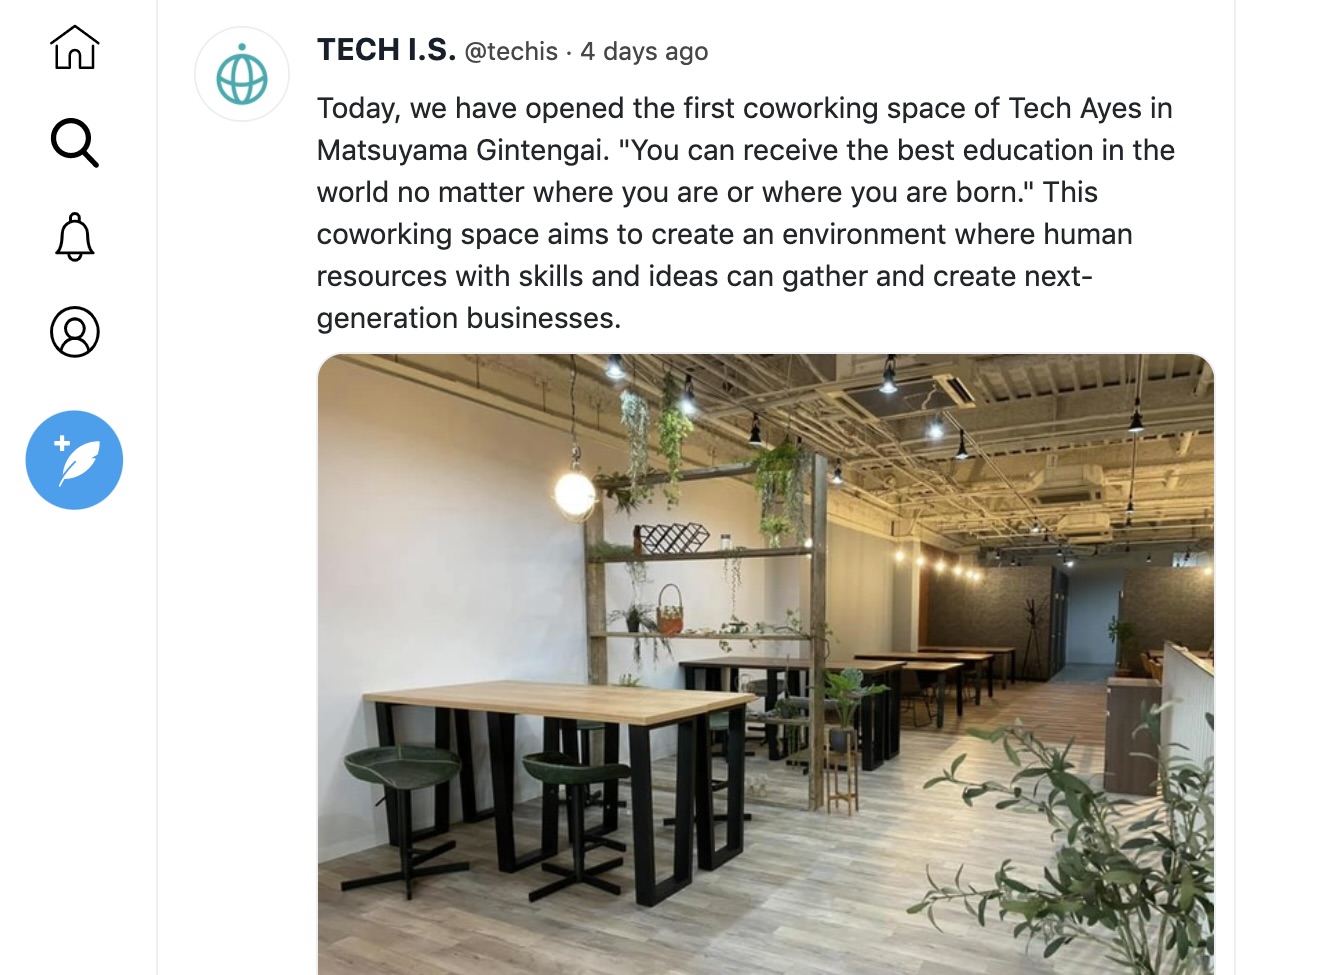 TECH I.S. @techis · 4 days ago
Today, we have opened the first coworking space of Tech Ayes in
Matsuyama Gintengai. "You can receive the best education in the
world no matter where you are or where you are born." This
coworking space aims to create an environment where human
resources with skills and ideas can gather and create next-
generation businesses.